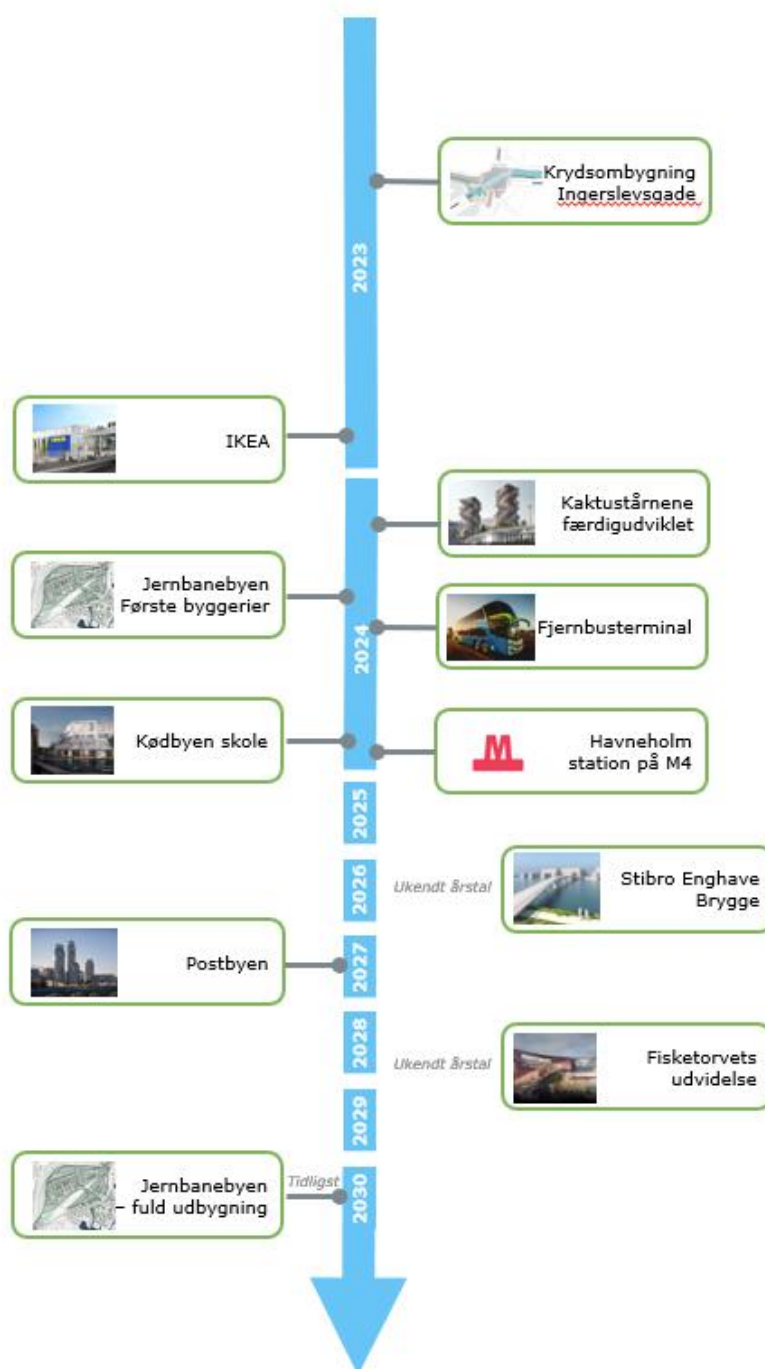 Krydsombygning
Ingerslevsgade
2023
IKEA
Kaktustårnene
færdigudviklet
Jernbanebyen
Første byggerier
Fjernbusterminal
2024
Kødbyen skole
M
Havneholm
station på M4
2025
2026
Ukendt årstal
Stibro Enghave
Brygge
Postbyen
2027
2028
Ukendt årstal
Fisketorvets
udvidelse
2029
Jernbanebyen
– fuld udbygning
Tidligst
2030